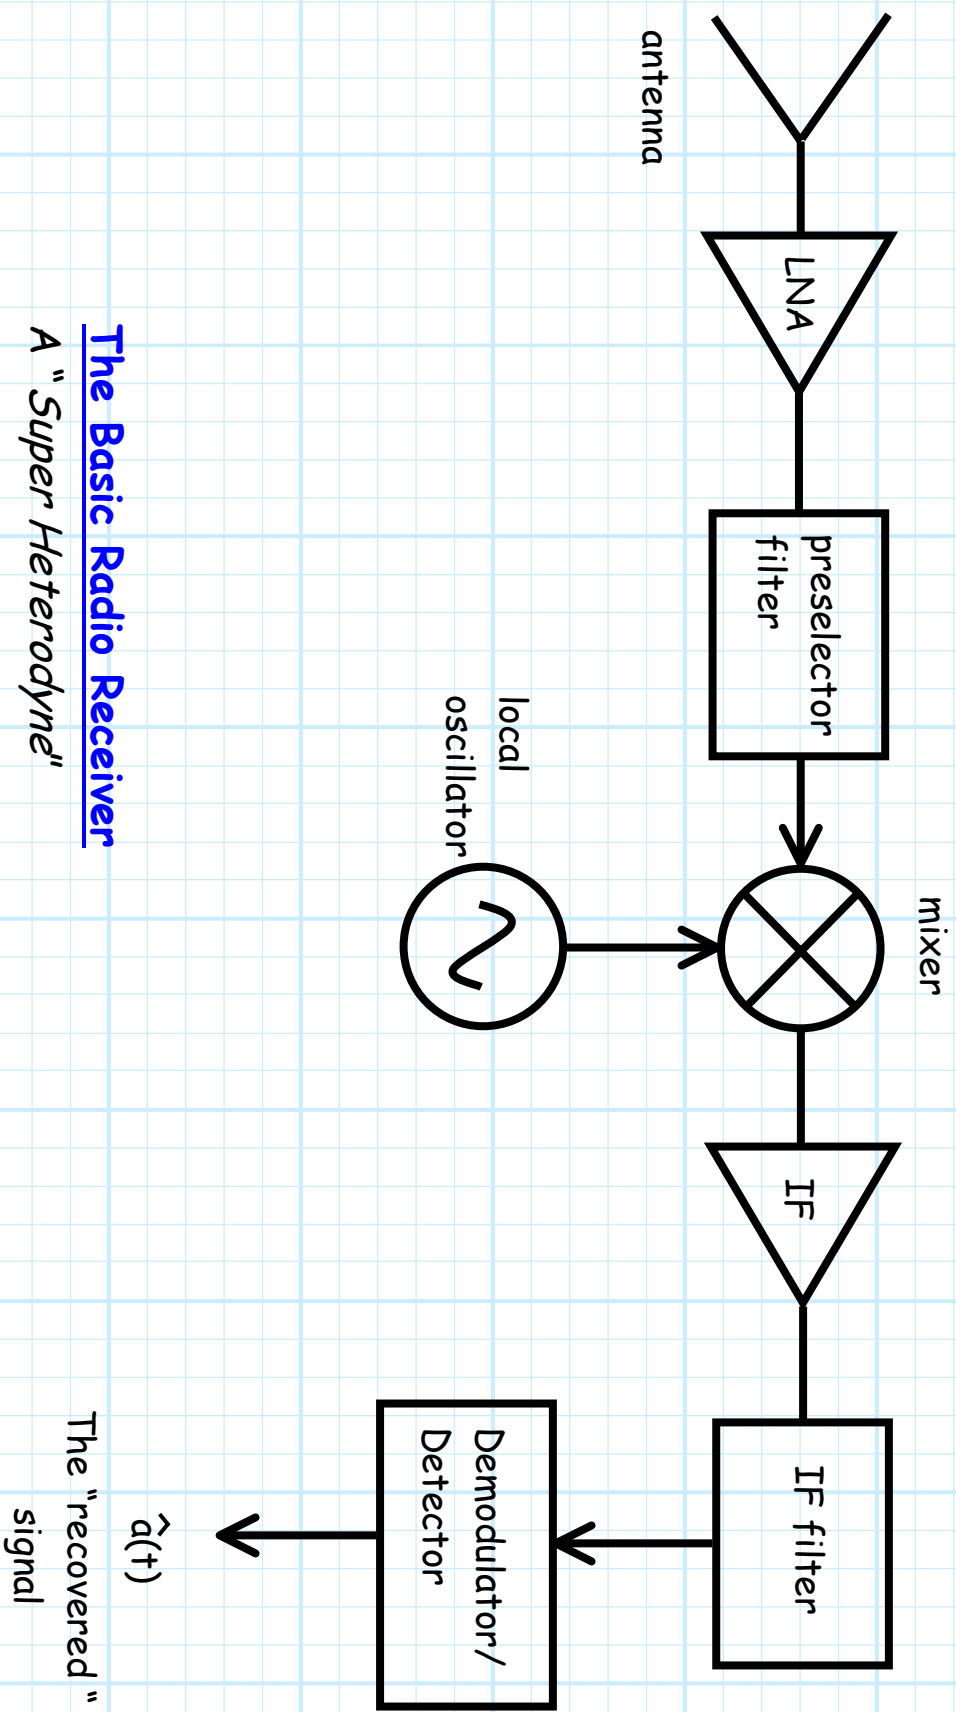 mixer
antenna
LNA
preselector
filter
IF
IF filter
local
oscillator
Demodulator/
Detector
The Basic Radio Receiver
A "Super Heterodyne"
â(t)
The "recovered"
signal